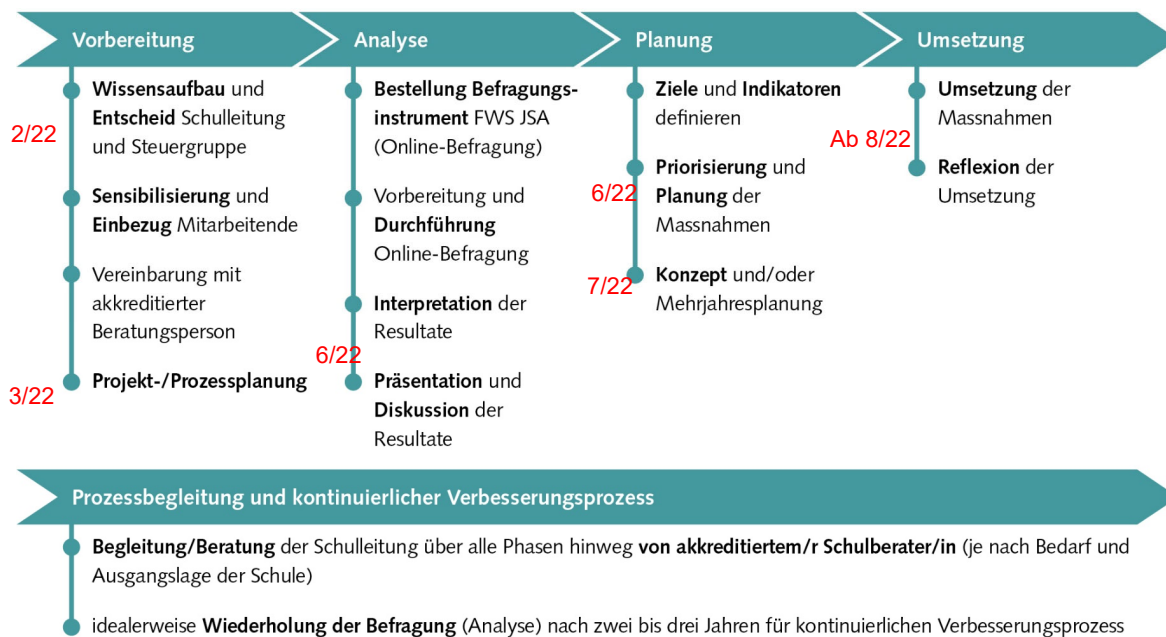 Vorbereitung
Wissensaufbau und
Entscheid Schulleitung
und Steuergruppe
2/22
Sensibilisierung und
Einbezug Mitarbeitende
Vereinbarung mit
akkreditierter
Beratungsperson
Projekt-/Prozessplanung
3/22
Analyse
Bestellung Befragungs-
instrument FWS JSA
(Online-Befragung)
Vorbereitung und
Durchführung
Online-Befragung
Interpretation der
Resultate
6/22
Präsentation und
Diskussion der
Resultate
Planung
Ziele und Indikatoren
definieren
Priorisierung und
Planung der
Massnahmen
6/22
Konzept und/oder
Mehrjahresplanung
7/22
Umsetzung
Umsetzung der
Massnahmen
Ab 8/22
Reflexion der
Umsetzung
Prozessbegleitung und kontinuierlicher Verbesserungsprozess
Begleitung/Beratung der Schulleitung über alle Phasen hinweg von akkreditiertem/r Schulberater/in (je nach Bedarf und
Ausgangslage der Schule)
idealerweise Wiederholung der Befragung (Analyse) nach zwei bis drei Jahren für kontinuierlichen Verbesserungsprozess